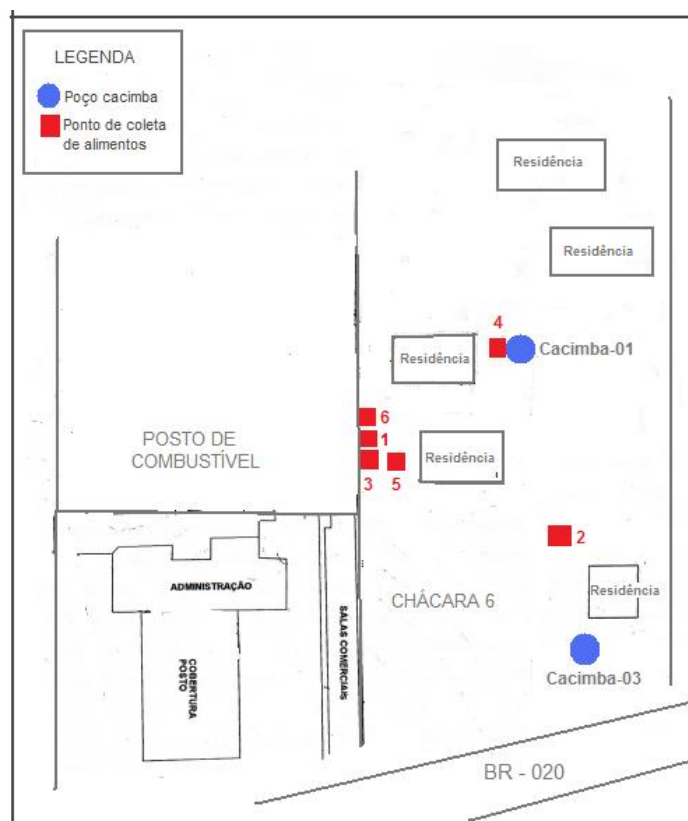 LEGENDA
Poço cacimba
Ponto de coleta
de alimentos
Residência
Residência
4
Cacimba-01
Residência
6
1
POSTO DE
COMBUSTÍVEL
Residência
3
5
2
ADMINISTRAÇÃO
CHÁCARA 6
Residência
SALAS COMERCIAIS
COBERTURA
POSTO
Cacimba-03
BR - 020